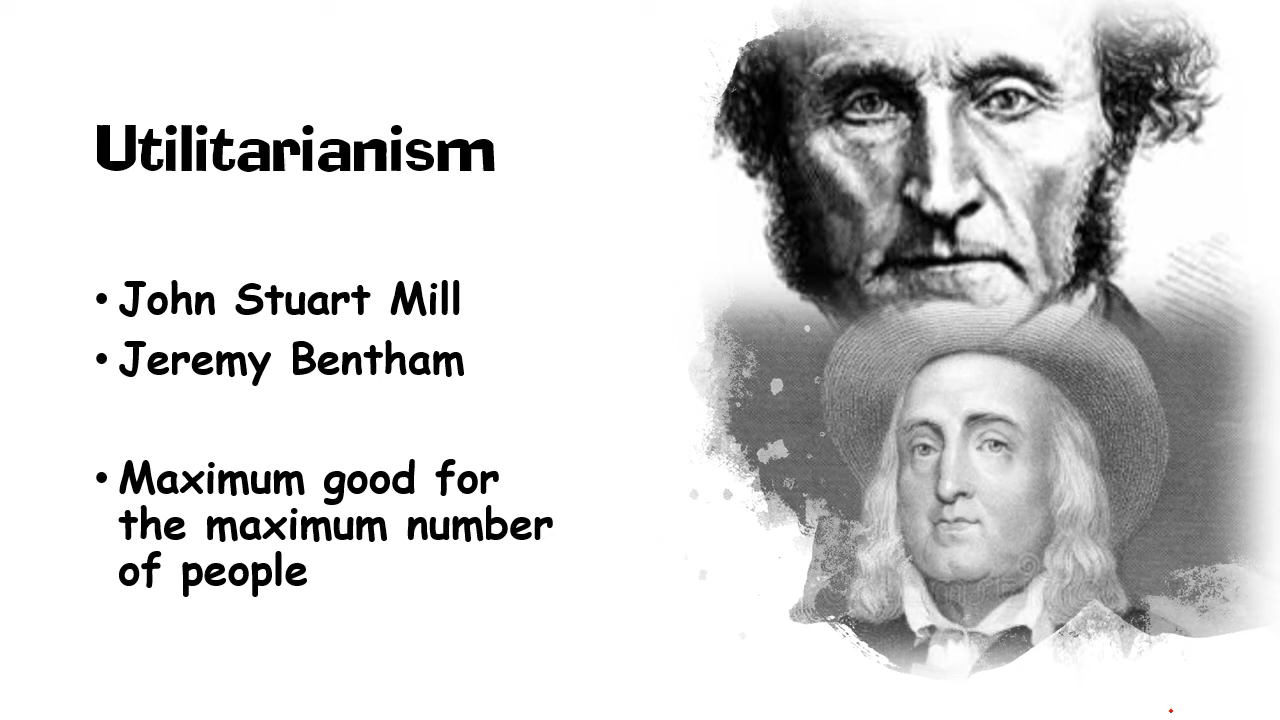 Utilitarianism
• John Stuart Mill
• Jeremy Bentham
• Maximum good for
the maximum number
of people